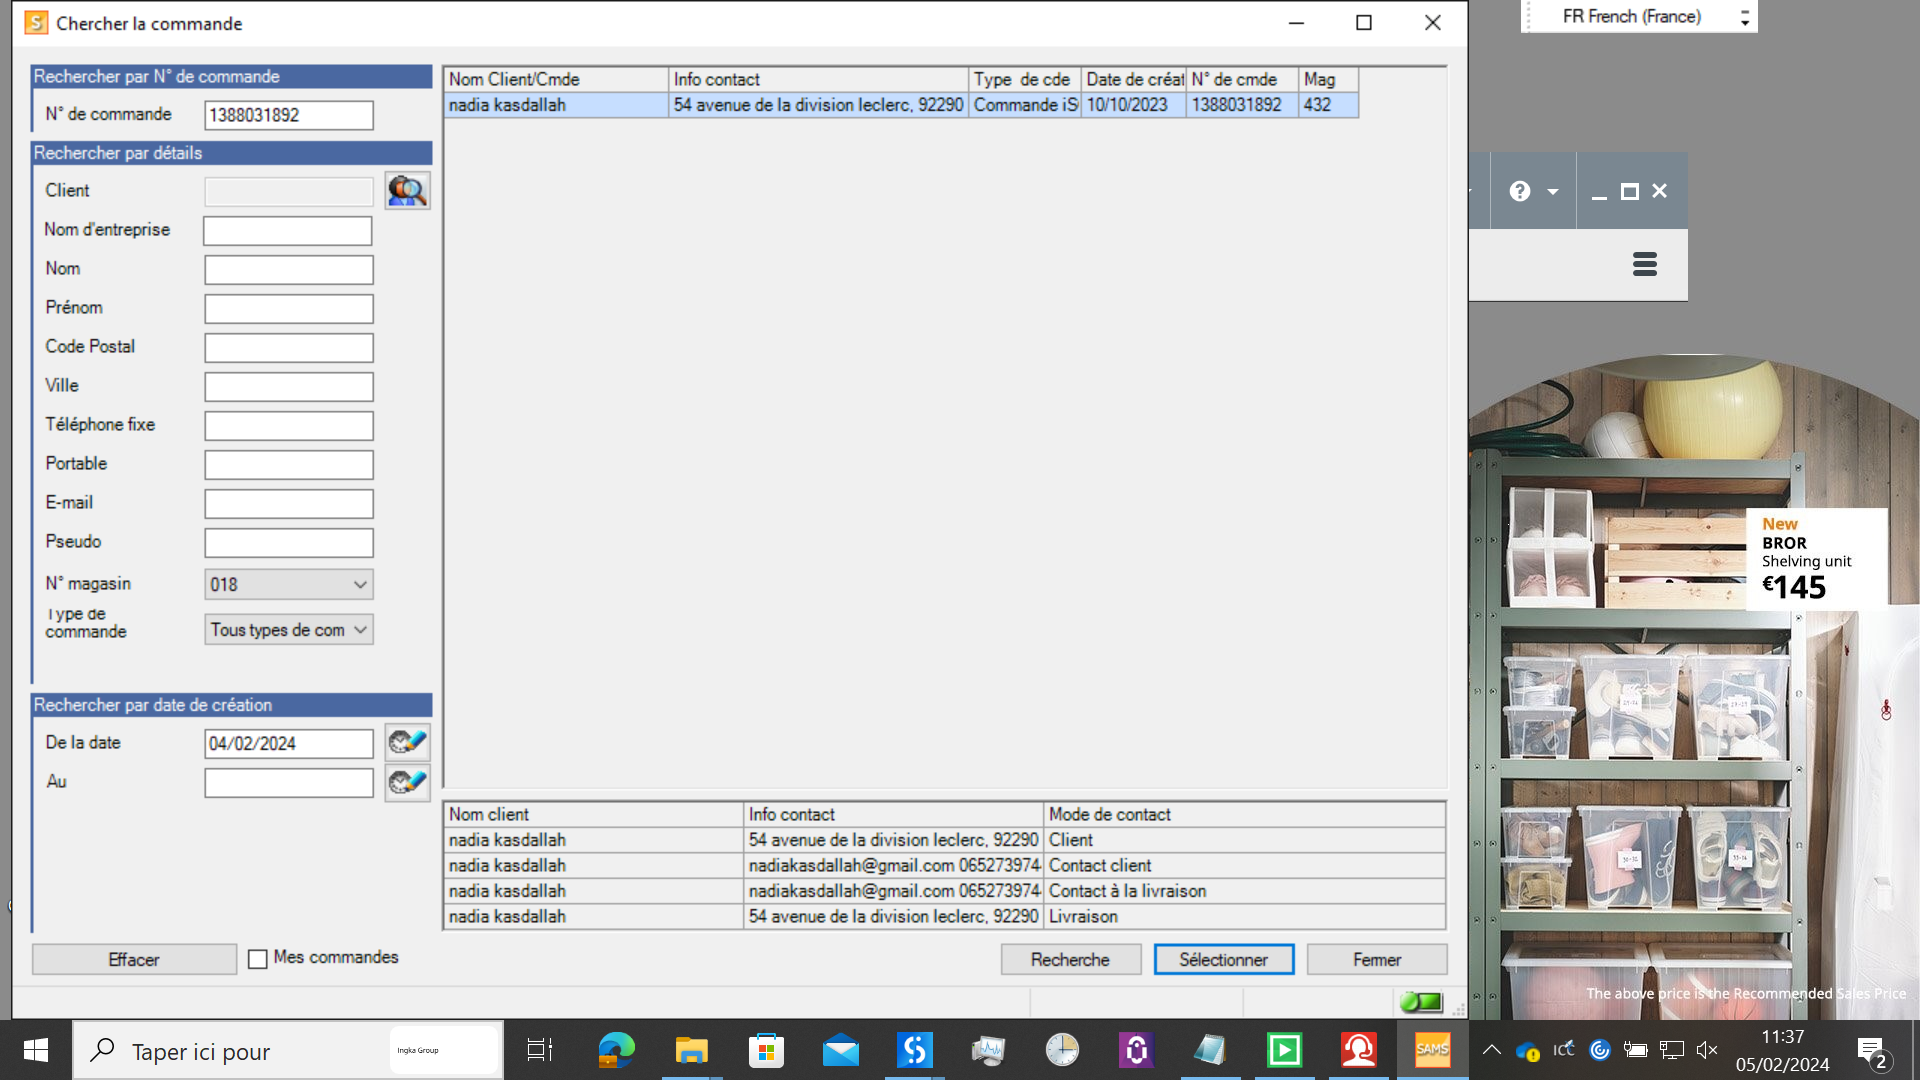 Chercher la commande
FR French (France)
Rechercher par N° de commande
N° de commande 1388031892
Rechercher par détails
Client
Nom d'entreprise
Nom
Prénom
Code Postal
Ville
Téléphone fixe
Portable
E-mail
Pseudo
N° magasin 018
Type de
commande Tous types de com
Rechercher par date de création
De la date 04/02/2024
Au
Effacer
Mes commandes
Nom Client/Cmde Info contact Type de cde Date de créat N° de cmde Mag
nadia kasdallah 54 avenue de la division leclerc, 92290 Commande iS 10/10/2023 1388031892 432
Nom client Info contact Mode de contact
nadia kasdallah 54 avenue de la division leclerc, 92290 Client
nadia kasdallah nadiakasdallah@gmail.com 065273974 Contact client
nadia kasdallah nadiakasdallah@gmail.com 065273974 Contact à la livraison
nadia kasdallah 54 avenue de la division leclerc, 92290 Livraison
Recherche Sélectionner Fermer
New
BROR
Shelving unit
€145
The above price is the Recommended Sales Price
Taper ici pour
Ingka Group
SAMS
ICC
11:37
05/02/2024
2